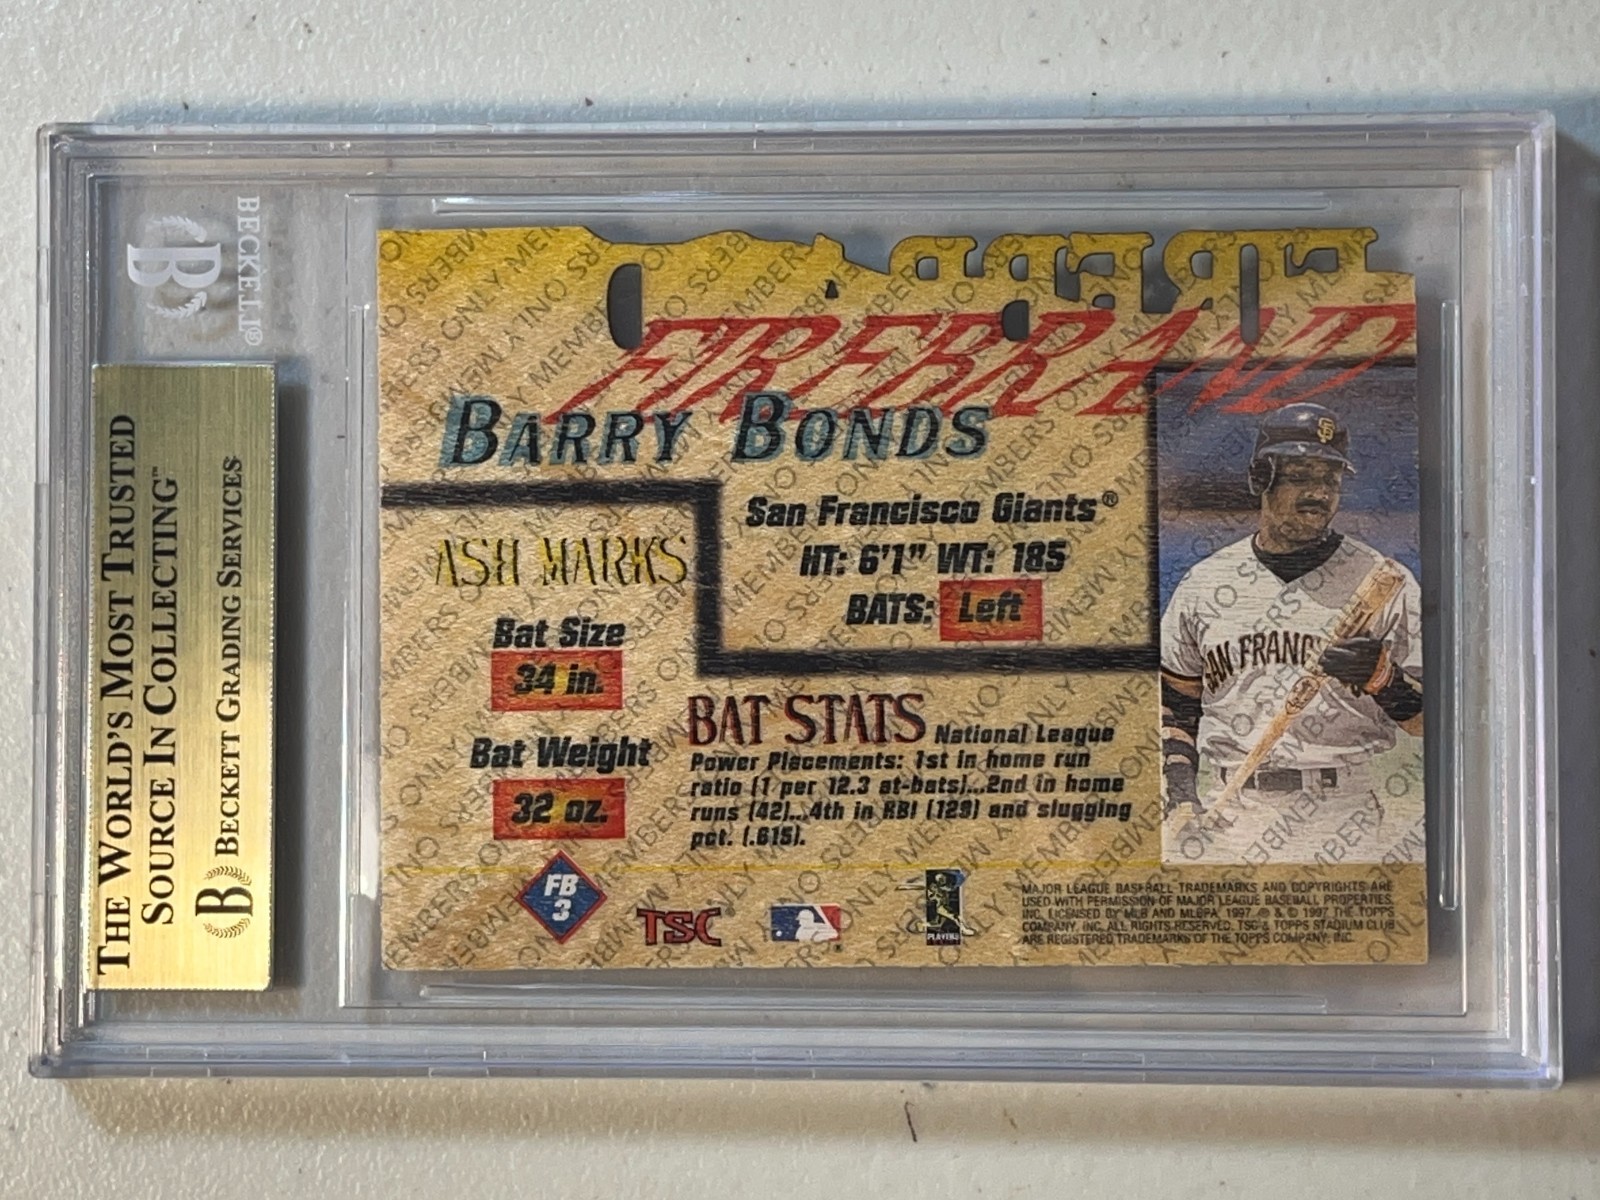 BECKETT®
B
THE WORLD'S MOST TRUSTED
SOURCE IN COLLECTING™
B BECKETT GRADING SERVICES
FIREBRAND
BARRY BONDS
San Francisco Giants®
HT: 6'1" WT: 185
BATS: Left
ASH MARKS
Bat Size
34 in.
Bat Weight
32 oz.
BAT STATS National League
Power Placements: 1st in home run
ratio (1 per 12.3 at-bats)...2nd in home
runs (42)...4th in RBI (129) and slugging
pct. (.615).
SAN FRANC
FB
3
TSC
PLAYERS
MAJOR LEAGUE BASEBALL TRADEMARKS AND COPYRIGHTS ARE
USED WITH PERMISSION OF MAJOR LEAGUE BASEBALL PROPERTIES,
INC. LICENSED BY MLB AND MLBPA, 1997. ® & © 1997 THE TOPPS
COMPANY, INC. ALL RIGHTS RESERVED. TSC & TOPPS STADIUM CLUB
ARE REGISTERED TRADEMARKS OF THE TOPPS COMPANY, INC.
MEMBERS ONLY